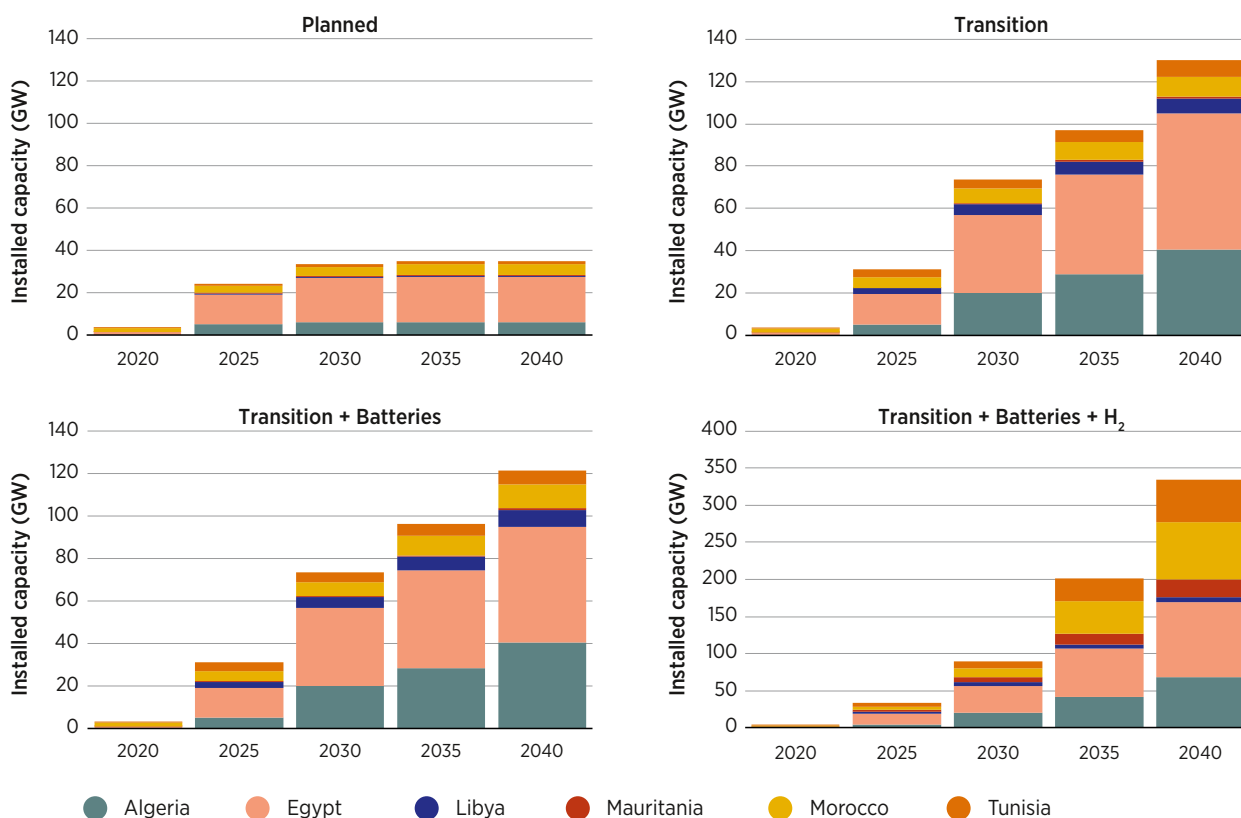 Planned
Installed capacity (GW)
140
120
100
80
60
40
20
0
2020 2025 2030 2035 2040
Transition
Installed capacity (GW)
140
120
100
80
60
40
20
0
2020 2025 2030 2035 2040
Transition + Batteries
Installed capacity (GW)
140
120
100
80
60
40
20
0
2020 2025 2030 2035 2040
Transition + Batteries + H₂
Installed capacity (GW)
400
350
300
250
200
150
100
50
0
2020 2025 2030 2035 2040
Algeria Egypt Libya Mauritania Morocco Tunisia